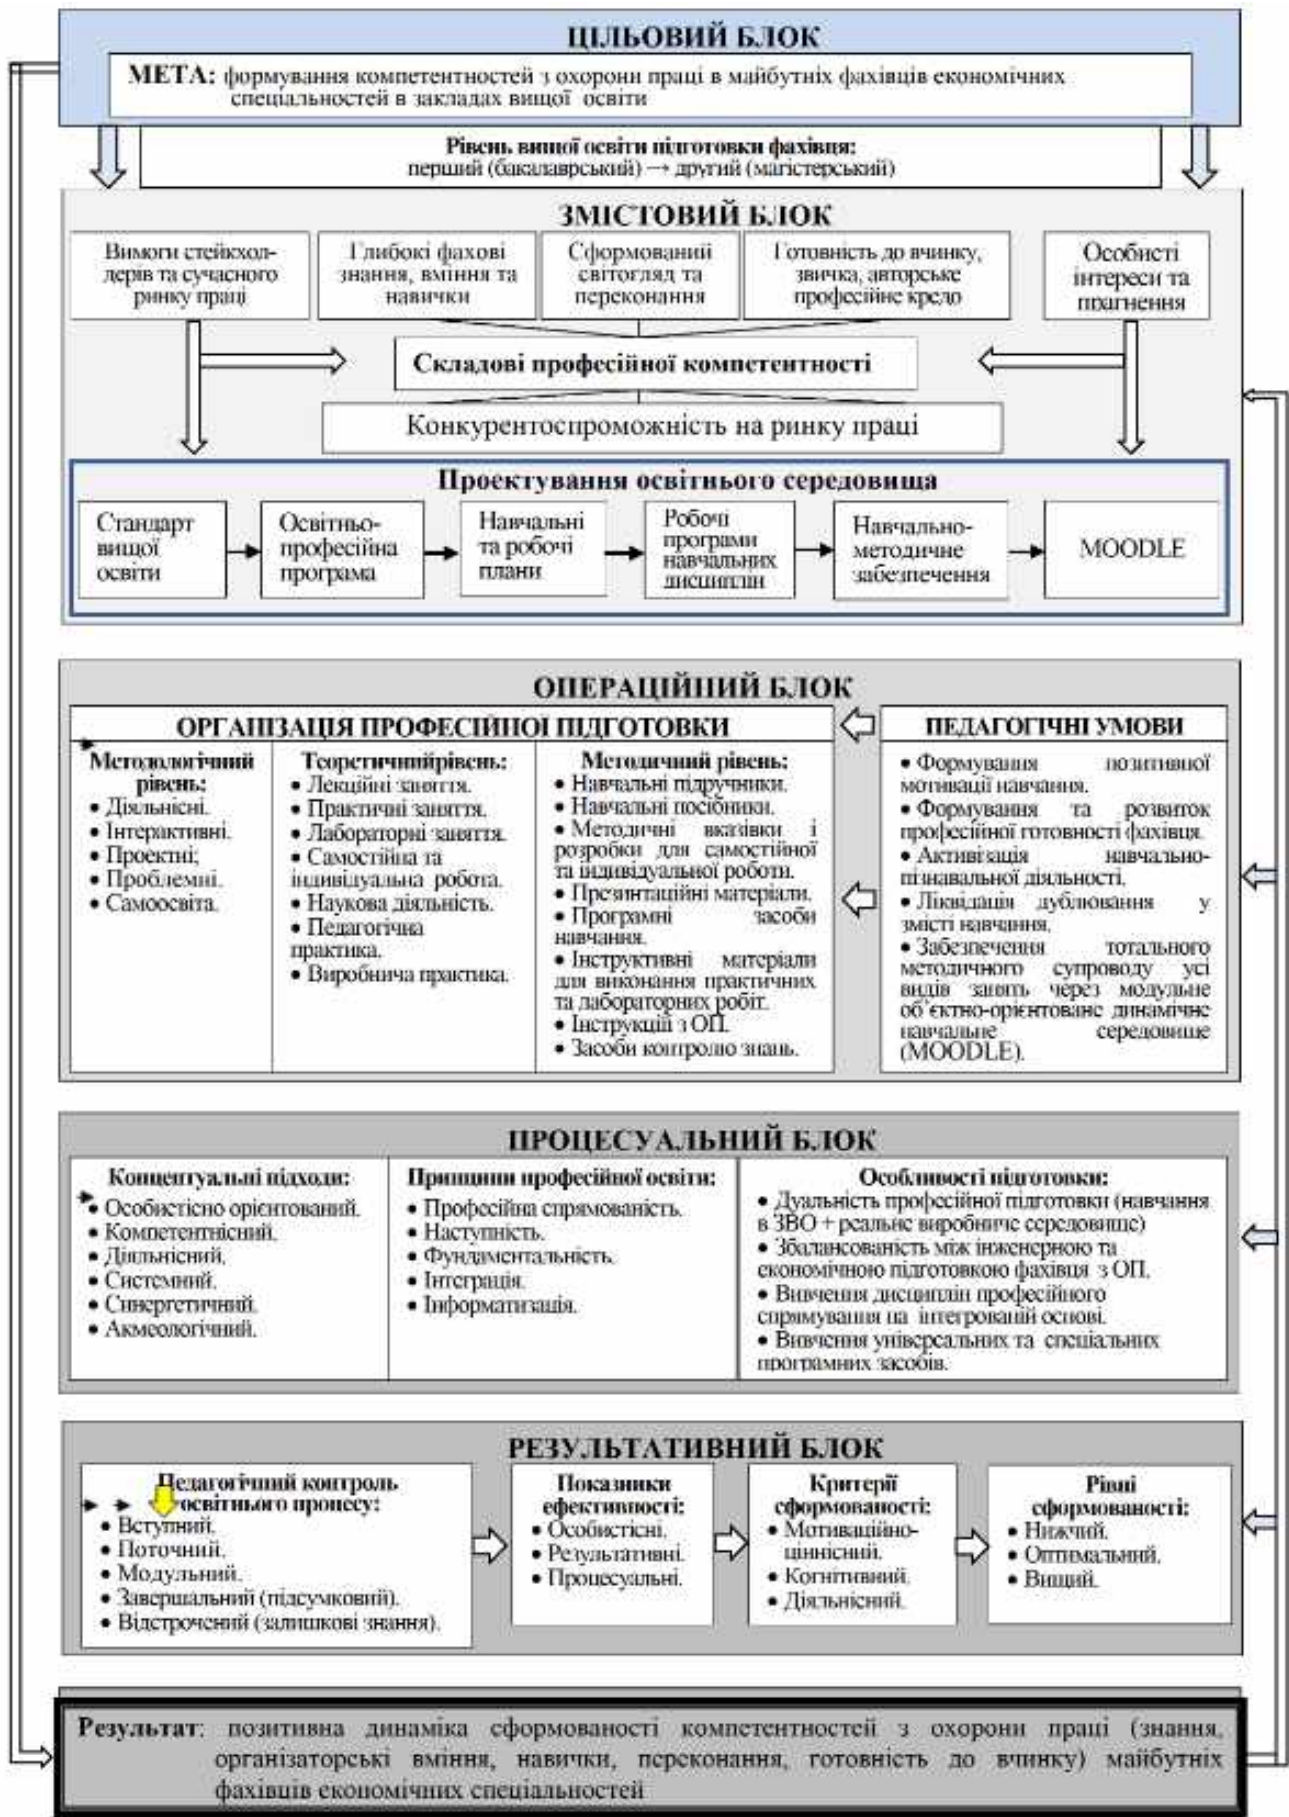 ЦІЛЬОВИЙ БЛОК
МЕТА: формування компетентностей з охорони праці в майбутніх фахівців економічних
спеціальностей в закладах вищої освіти
Рівень вищої освіти підготовки фахівця:
перший (бакалаврський) → другий (магістерський)
ЗМІСТОВИЙ БЛОК
Вимоги стейкхол-
дерів та сучасного
ринку праці
Глибокі фахові
знання, вміння та
навички
Сформований
світогляд та
переконання
Готовність до вчинку,
звичка, авторське
професійне кредо
Особисті
інтереси та
прагнення
Складові професійної компетентності
Конкурентоспроможність на ринку праці
Проектування освітнього середовища
Стандарт
вищої
освіти
Освітньо-
професійна
програма
Навчальні
та робочі
плани
Робочі
програми
навчальних
дисциплін
Навчально-
методичне
забезпечення
MOODLE
ОПЕРАЦІЙНИЙ БЛОК
ОРГАНІЗАЦІЯ ПРОФЕСІЙНОЇ ПІДГОТОВКИ
Методологічний
рівень:
• Діяльнісні.
• Інтерактивні.
• Проектні;
• Проблемні.
• Самоосвіта.
Теоретичнийрівень:
• Лекційні заняття.
• Практичні заняття.
• Лабораторні заняття.
• Самостійна та
індивідуальна робота.
• Наукова діяльність.
• Педагогічна
практика.
• Виробнича практика.
Методичний рівень:
• Навчальні підручники.
• Навчальні посібники.
• Методичні вказівки і
розробки для самостійної
та індивідуальної роботи.
• Презинтаційні матеріали.
• Програмні засоби
навчання.
• Інструктивні матеріали
для виконання практичних
та лабораторних робіт.
• Інструкцій з ОП.
• Засоби контролю знань.
ПЕДАГОГІЧНІ УМОВИ
• Формування позитивної
мотивації навчання.
• Формування та розвиток
професійної готовності фахівця.
• Активізація навчально-
пізнавальної діяльності.
• Ліквідація дублювання у
змісті навчання.
• Забезпечення тотального
методичного супроводу усі
видів занять через модульне
об’єктно-орієнтоване динамічне
навчальне середовище
(MOODLE).
ПРОЦЕСУАЛЬНИЙ БЛОК
Концептуальні підходи:
• Особистісно орієнтований.
• Компетентнісний.
• Діяльнісний.
• Системний.
• Синергетичний.
• Акмеологічний.
Принципи професійної освіти:
• Професійна спрямованість.
• Наступність.
• Фундаментальність.
• Інтеграція.
• Інформатизація.
Особливості підготовки:
• Дуальність професійної підготовки (навчання
в ЗВО + реальне виробниче середовище)
• Збалансованість між інженерною та
економічною підготовкою фахівця з ОП.
• Вивчення дисциплін професійного
спрямування на інтегрованій основі.
• Вивчення універсальних та спеціальних
програмних засобів.
РЕЗУЛЬТАТИВНИЙ БЛОК
Педагогічний контроль
освітнього процесу:
• Вступний.
• Поточний.
• Модульний.
• Завершальний (підсумковий).
• Відстрочений (залишкові знання).
Показники
ефективності:
• Особистісні.
• Результативні.
• Процесуальні.
Критерії
сформованості:
• Мотиваційно-
ціннісний.
• Когнітивний.
• Діяльнісний.
Рівні
сформованості:
• Нижчий.
• Оптимальний.
• Вищий.
Результат: позитивна динаміка сформованості компетентностей з охорони праці (знання,
організаторські вміння, навички, переконання, готовність до вчинку) майбутніх
фахівців економічних спеціальностей